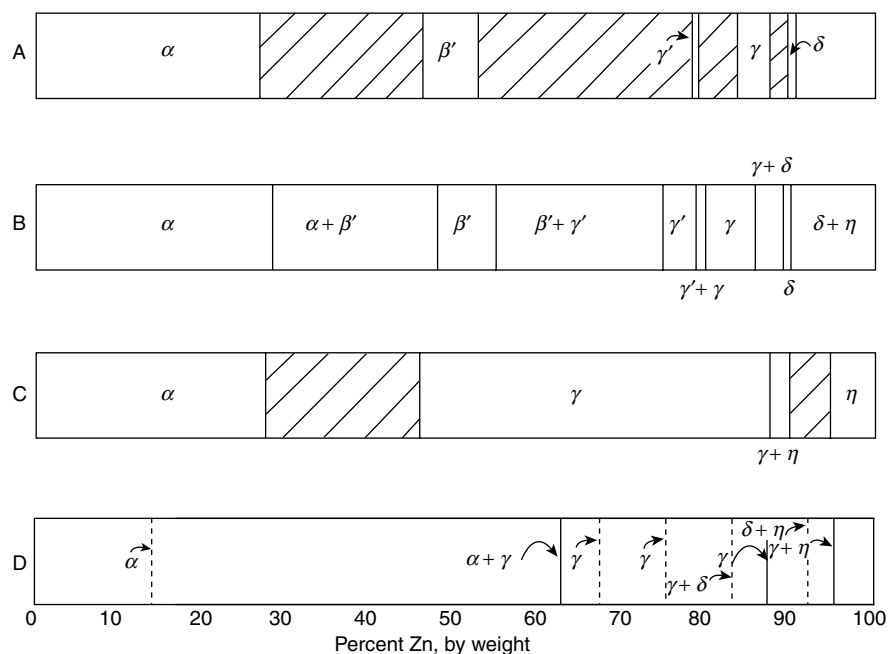 A α β′ γ′ γ δ
γ + δ
B α α + β′ β′ β′+ γ′ γ′ γ δ + η
γ′+ γ δ
C α γ η
γ + η
D α α + γ γ γ γ + δ γ δ + η γ + η
0 10 20 30 40 50 60 70 80 90 100
Percent Zn, by weight